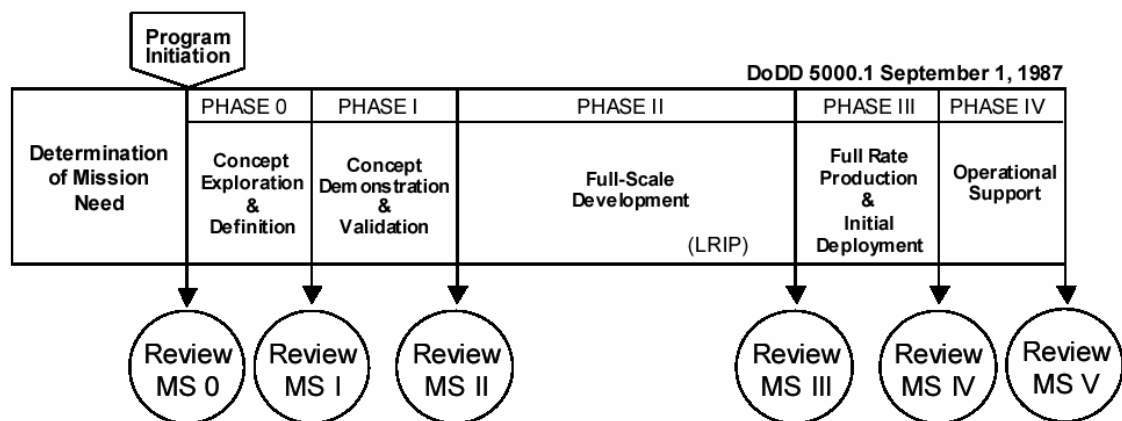 Program
Initiation
DoDD 5000.1 September 1, 1987
PHASE 0
PHASE I
PHASE II
PHASE III
PHASE IV
Determination
of Mission
Need
Concept
Exploration
&
Definition
Concept
Demonstration
&
Validation
Full-Scale
Development
(LRIP)
Full Rate
Production
&
Initial
Deployment
Operational
Support
Review
MS 0
Review
MS I
Review
MS II
Review
MS III
Review
MS IV
Review
MS V